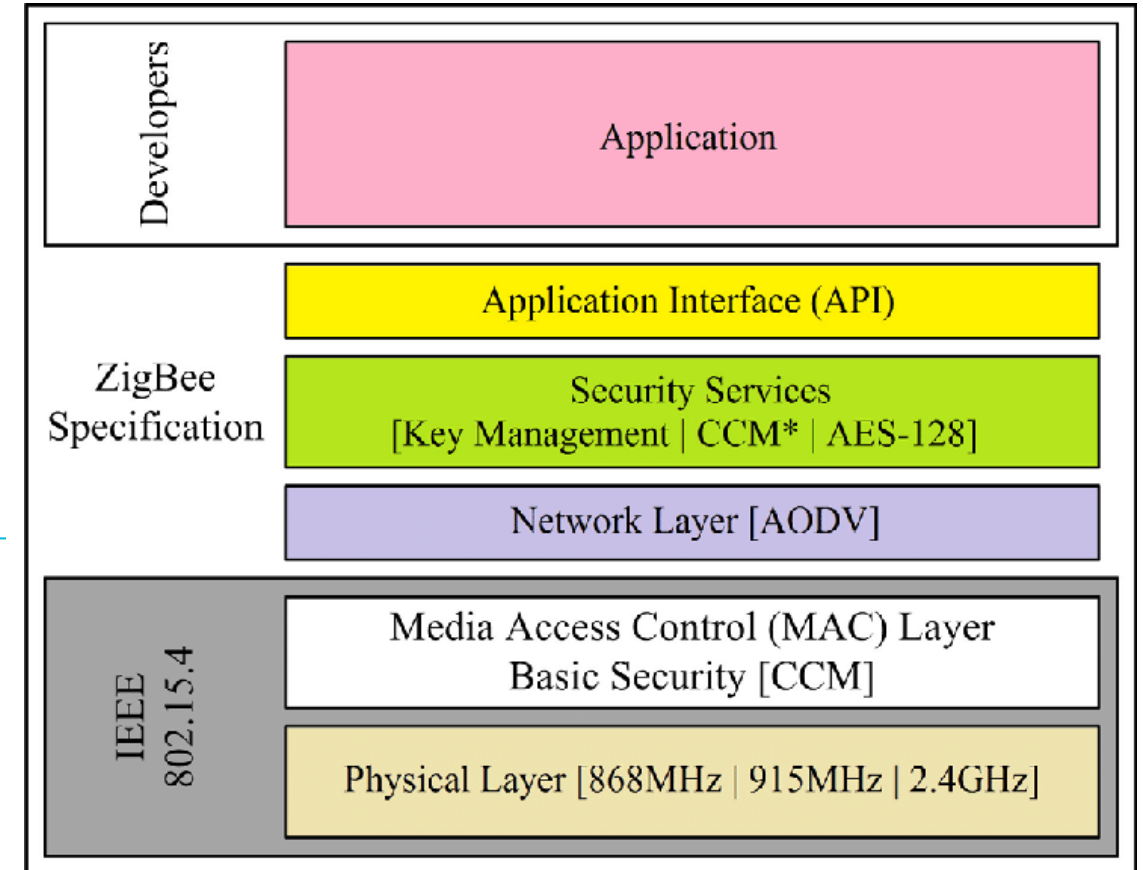 Developers
Application
ZigBee
Specification
Application Interface (API)
Security Services
[Key Management | CCM* | AES-128]
Network Layer [AODV]
IEEE
802.15.4
Media Access Control (MAC) Layer
Basic Security [CCM]
Physical Layer [868MHz | 915MHz | 2.4GHz]